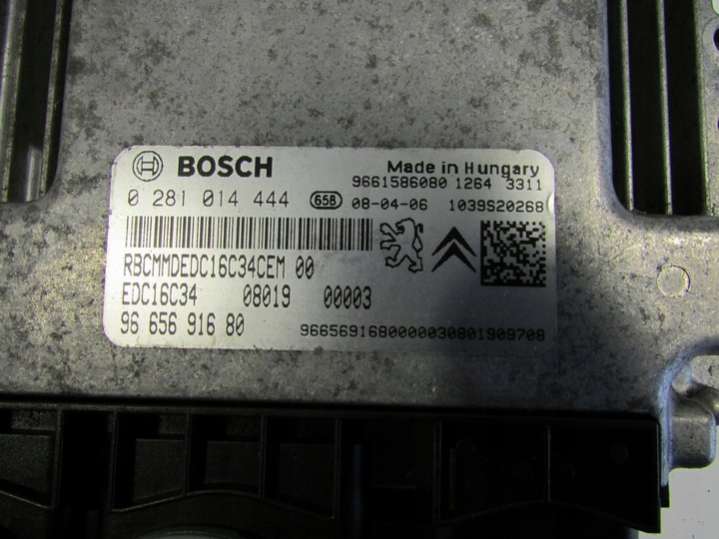 BOSCH Made in Hungary
9661586080 1264 3311
0 281 014 444 658 08-04-06 1039S20268
RBCMMDEDC16C34CEM 00
EDC16C34 08019 00003
96 656 916 80 9665691680000030801909708